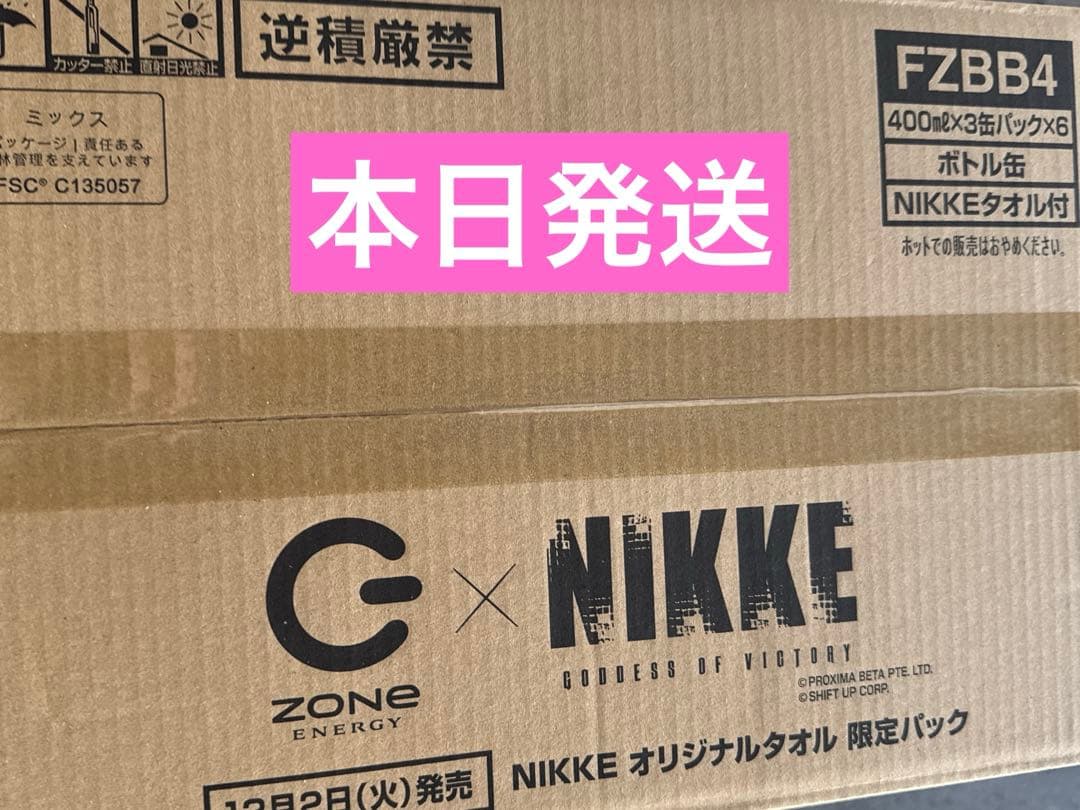 カッター禁止
直射日光禁止
逆積厳禁
ミックス
パッケージ|責任ある
林管理を支えています
FSC® C135057
本日発送
FZBB4
400㎖×3缶パック×6
ボトル缶
NIKKEタオル付
ホットでの販売はおやめください。
ZONe
ENERGY
×
NIKKE
GODDESS OF VICTORY
©PROXIMA BETA PTE. LTD.
©SHIFT UP CORP.
NIKKE オリジナルタオル 限定パック
12月2日(火)発売